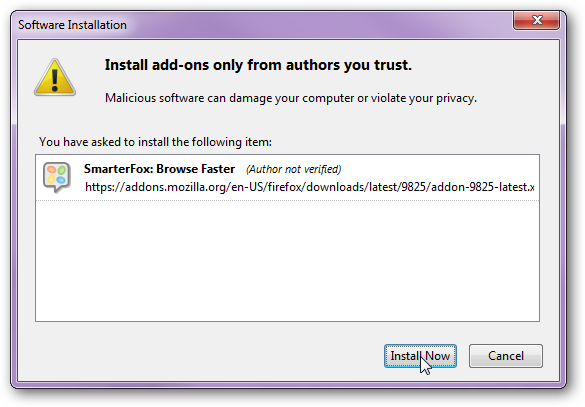 Software Installation
Install add-ons only from authors you trust.
Malicious software can damage your computer or violate your privacy.
You have asked to install the following item:
SmarterFox: Browse Faster (Author not verified)
https://addons.mozilla.org/en-US/firefox/downloads/latest/9825/addon-9825-latest.x
Install Now Cancel